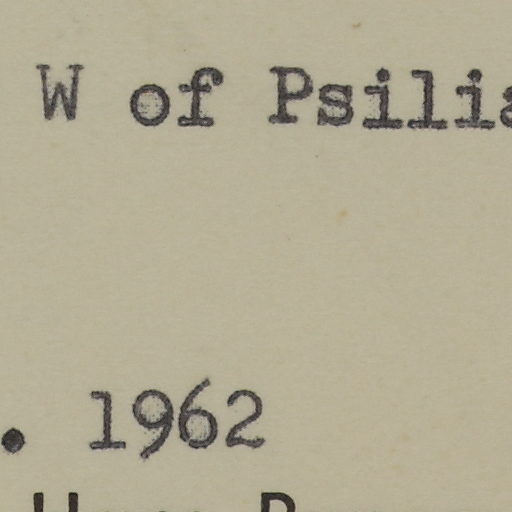 W of Psilia
. 1962